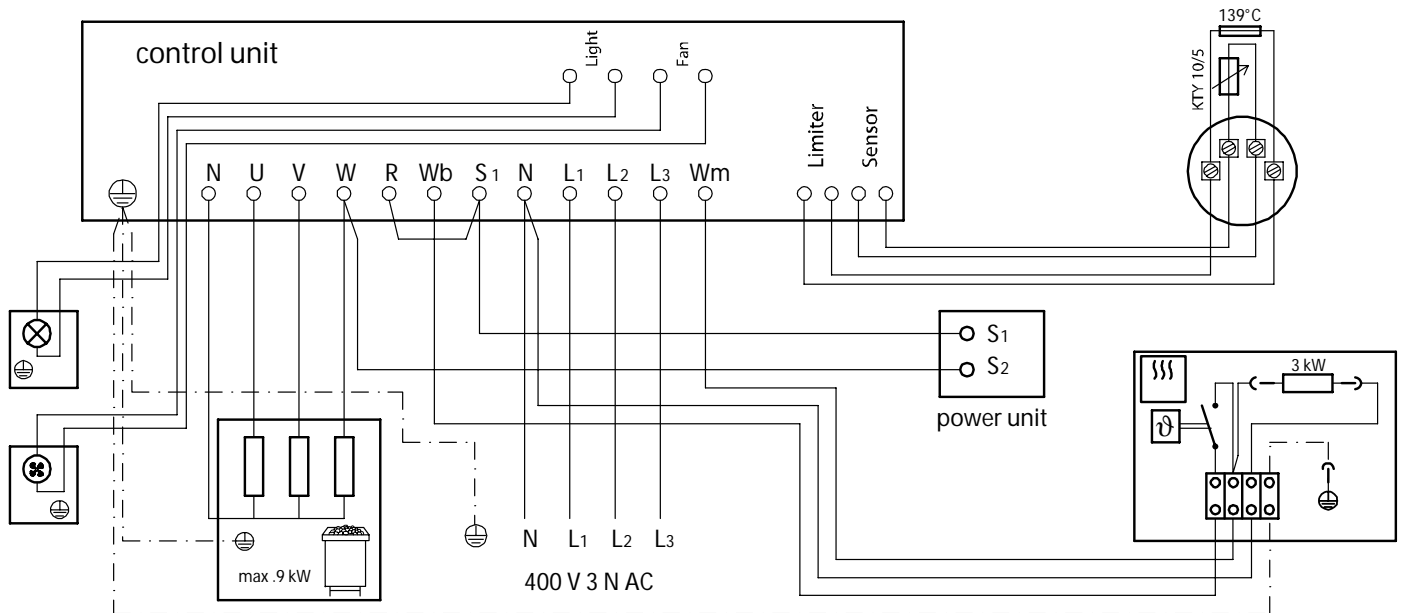 139°C
control unit
Light
Fan
KTY 10/5
Limiter
Sensor
N U V W R Wb S1 N L1 L2 L3 Wm
S1
S2
power unit
3 kW
ϑ
N L1 L2 L3
max .9 kW
400 V 3 N AC